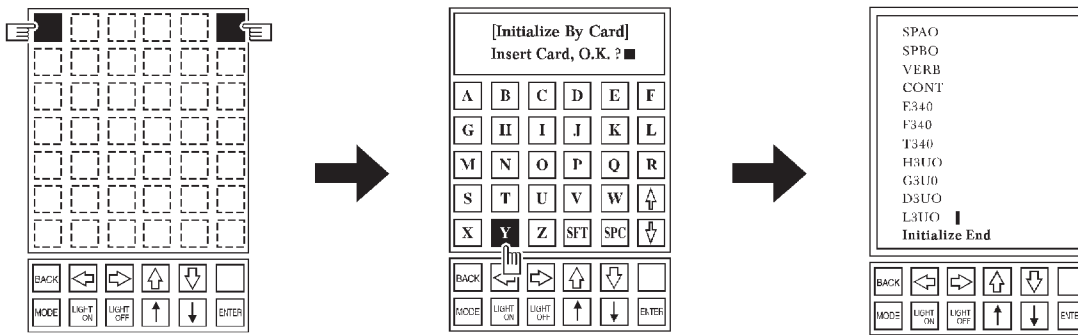 BACK
MODE LIGHT ON LIGHT OFF ENTER
[Initialize By Card]
Insert Card, O.K. ?
A B C D E F
G H I J K L
M N O P Q R
S T U V W
X Y Z SFT SPC
BACK
MODE LIGHT ON LIGHT OFF ENTER
SPAO
SPBO
VERB
CONT
E340
F340
T340
H3UO
G3U0
D3UO
L3UO
Initialize End
BACK
MODE LIGHT ON LIGHT OFF